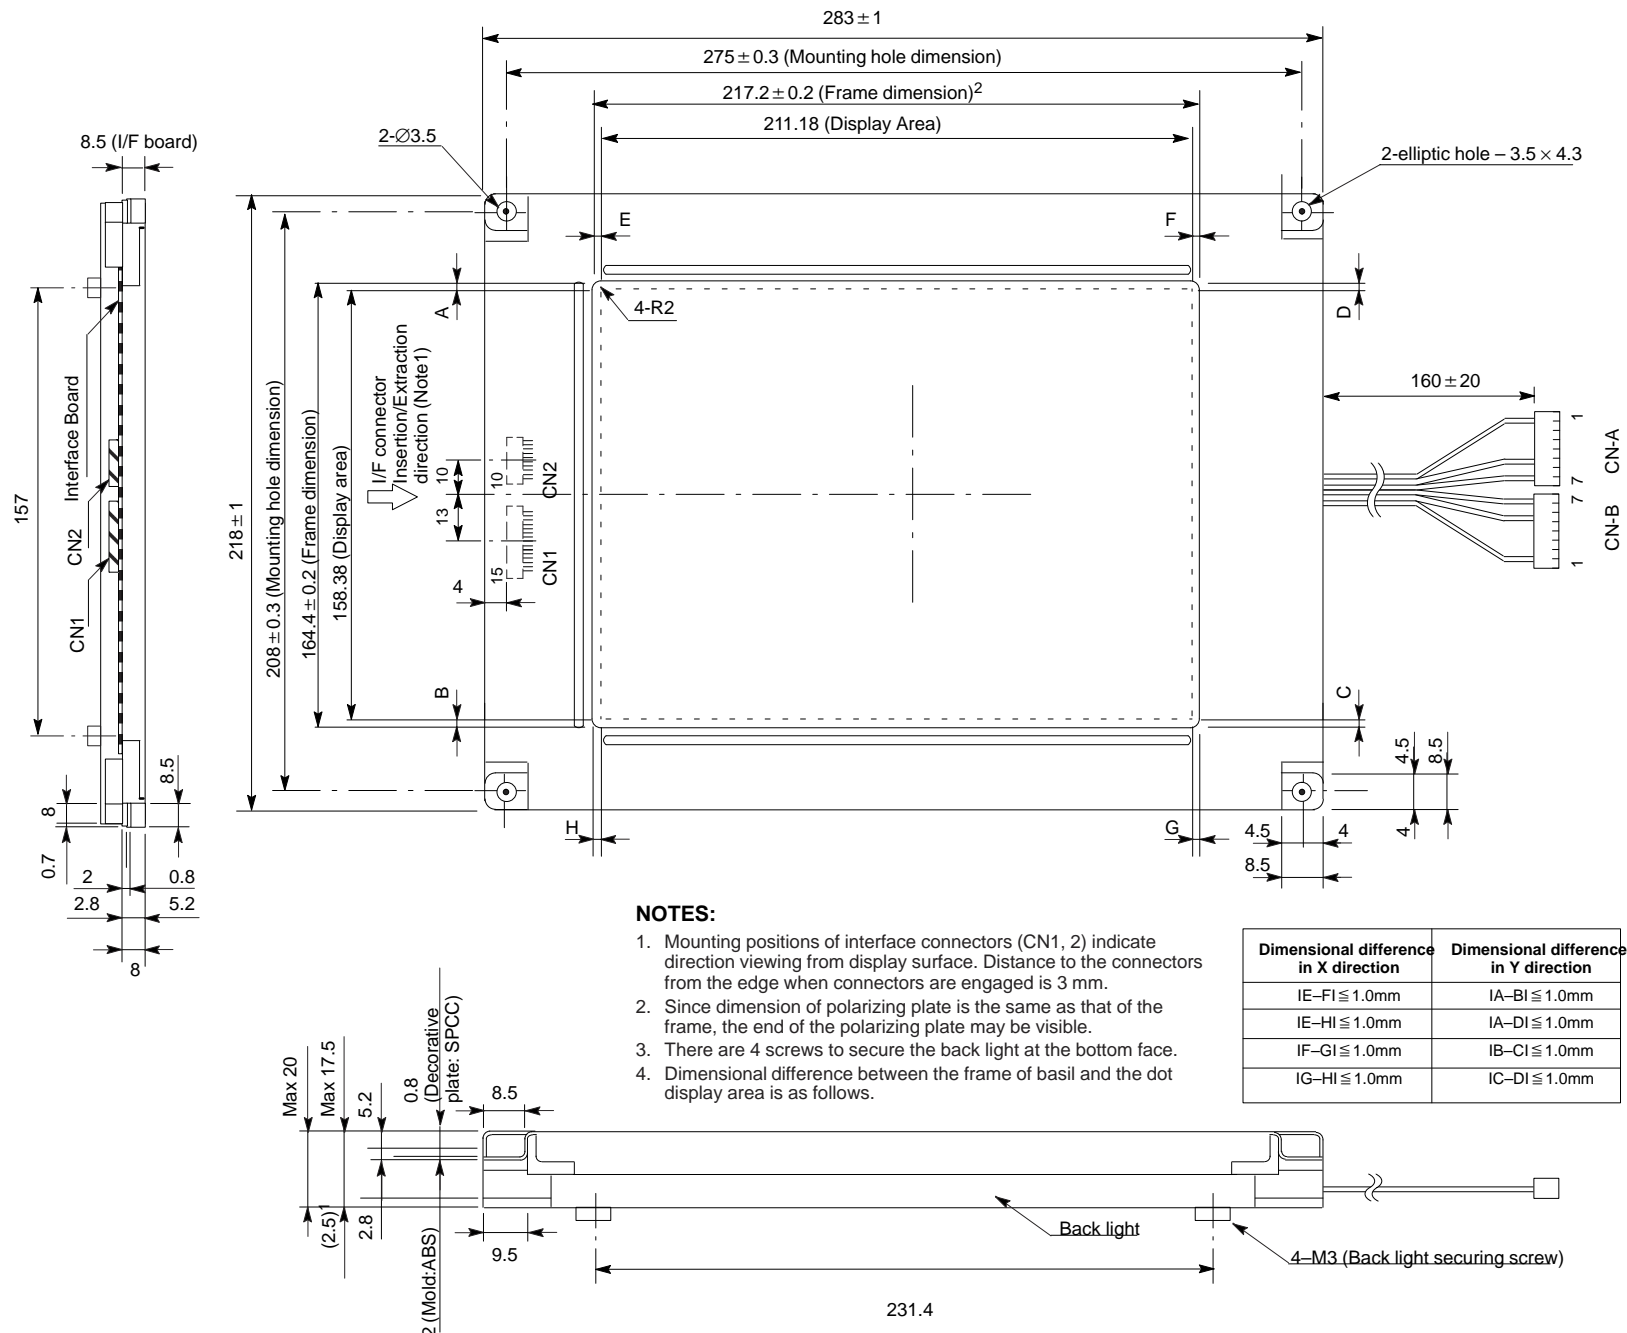 283 ± 1
275 ± 0.3 (Mounting hole dimension)
217.2 ± 0.2 (Frame dimension)2
211.18 (Display Area)
8.5 (I/F board)
2-∅3.5
2-elliptic hole – 3.5 × 4.3
E
F
A
D
4-R2
157
Interface Board
CN2
CN1
218 ± 1
208 ± 0.3 (Mounting hole dimension)
164.4 ± 0.2 (Frame dimension)
158.38 (Display area)
I/F connector
Insertion/Extraction
direction (Note1)
10
10
CN2
13
15
CN1
4
160 ± 20
1
7
CN-A
7
1
CN-B
B
C
H
G
4.5
8.5
4
4.5
4
8.5
8
0.7
8.5
2
0.8
2.8
5.2
8
NOTES:
1. Mounting positions of interface connectors (CN1, 2) indicate
direction viewing from display surface. Distance to the connectors
from the edge when connectors are engaged is 3 mm.
2. Since dimension of polarizing plate is the same as that of the
frame, the end of the polarizing plate may be visible.
3. There are 4 screws to secure the back light at the bottom face.
4. Dimensional difference between the frame of basil and the dot
display area is as follows.
Dimensional difference in X direction Dimensional difference in Y direction
IE–FI ≦ 1.0mm IA–BI ≦ 1.0mm
IE–HI ≦ 1.0mm IA–DI ≦ 1.0mm
IF–GI ≦ 1.0mm IB–CI ≦ 1.0mm
IG–HI ≦ 1.0mm IC–DI ≦ 1.0mm
Max 20
Max 17.5
(2.5)1
5.2
2.8
0.8
(Decorative
plate: SPCC)
2 (Mold:ABS)
8.5
9.5
Back light
4–M3 (Back light securing screw)
231.4